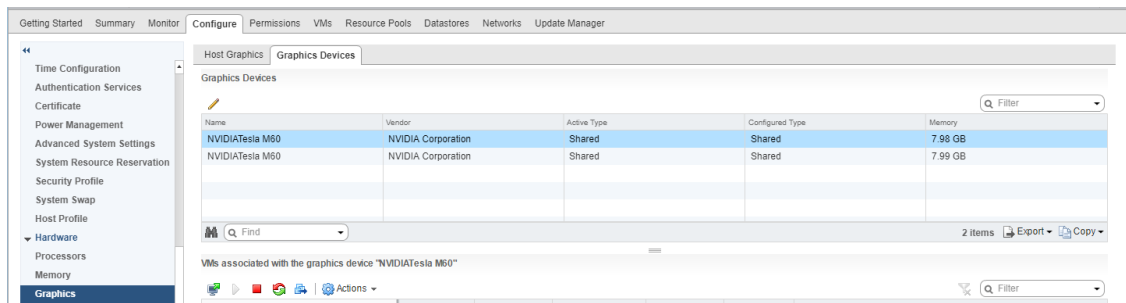 Getting Started Summary Monitor Configure Permissions VMs Resource Pools Datastores Networks Update Manager
Time Configuration
Authentication Services
Certificate
Power Management
Advanced System Settings
System Resource Reservation
Security Profile
System Swap
Host Profile
Hardware
Processors
Memory
Graphics
Host Graphics Graphics Devices
Graphics Devices
Filter
Name Vendor Active Type Configured Type Memory
NVIDIATesla M60 NVIDIA Corporation Shared Shared 7.98 GB
NVIDIATesla M60 NVIDIA Corporation Shared Shared 7.99 GB
Find 2 items Export Copy
VMs associated with the graphics device "NVIDIATesla M60"
Actions Filter